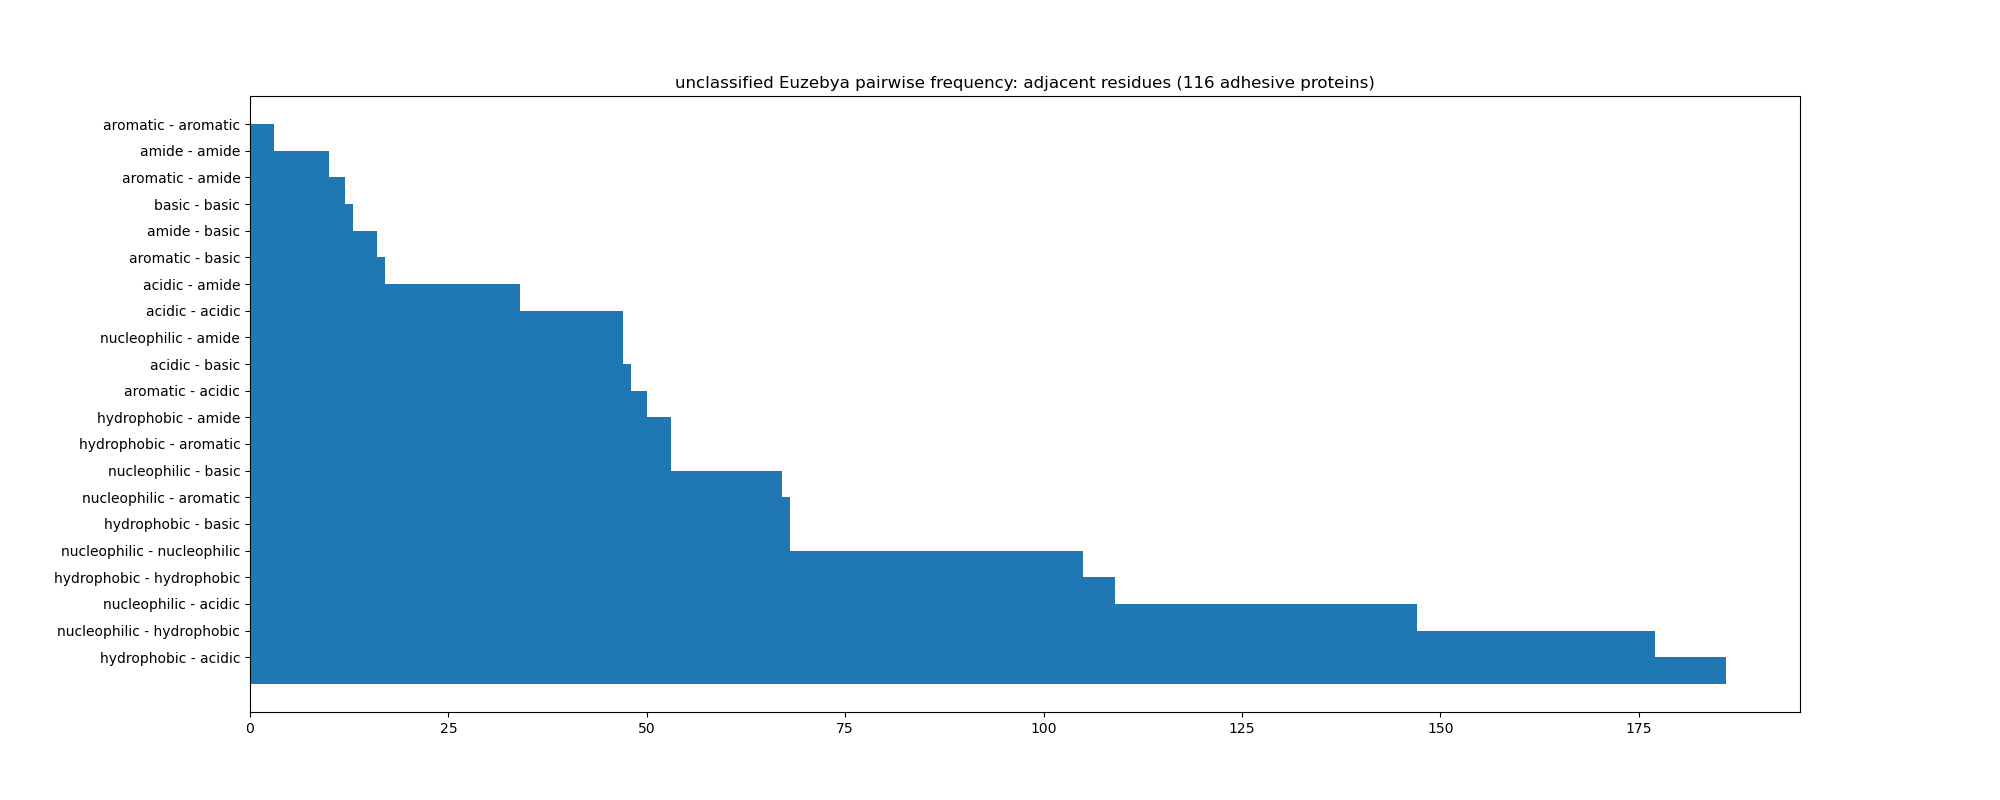 unclassified Euzebya pairwise frequency: adjacent residues (116 adhesive proteins)
aromatic - aromatic
amide - amide
aromatic - amide
basic - basic
amide - basic
aromatic - basic
acidic - amide
acidic - acidic
nucleophilic - amide
acidic - basic
aromatic - acidic
hydrophobic - amide
hydrophobic - aromatic
nucleophilic - basic
nucleophilic - aromatic
hydrophobic - basic
nucleophilic - nucleophilic
hydrophobic - hydrophobic
nucleophilic - acidic
nucleophilic - hydrophobic
hydrophobic - acidic
0 25 50 75 100 125 150 175